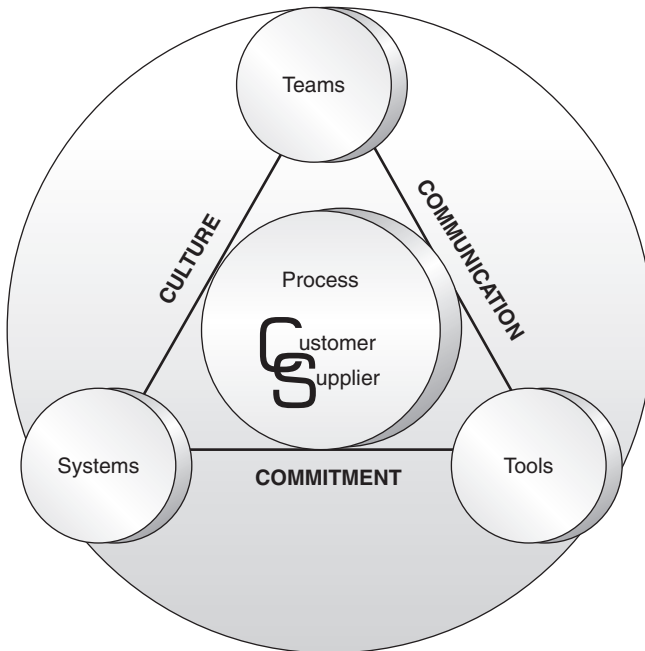 Teams
CULTURE
COMMUNICATION
Process
Customer
Supplier
Systems
COMMITMENT
Tools